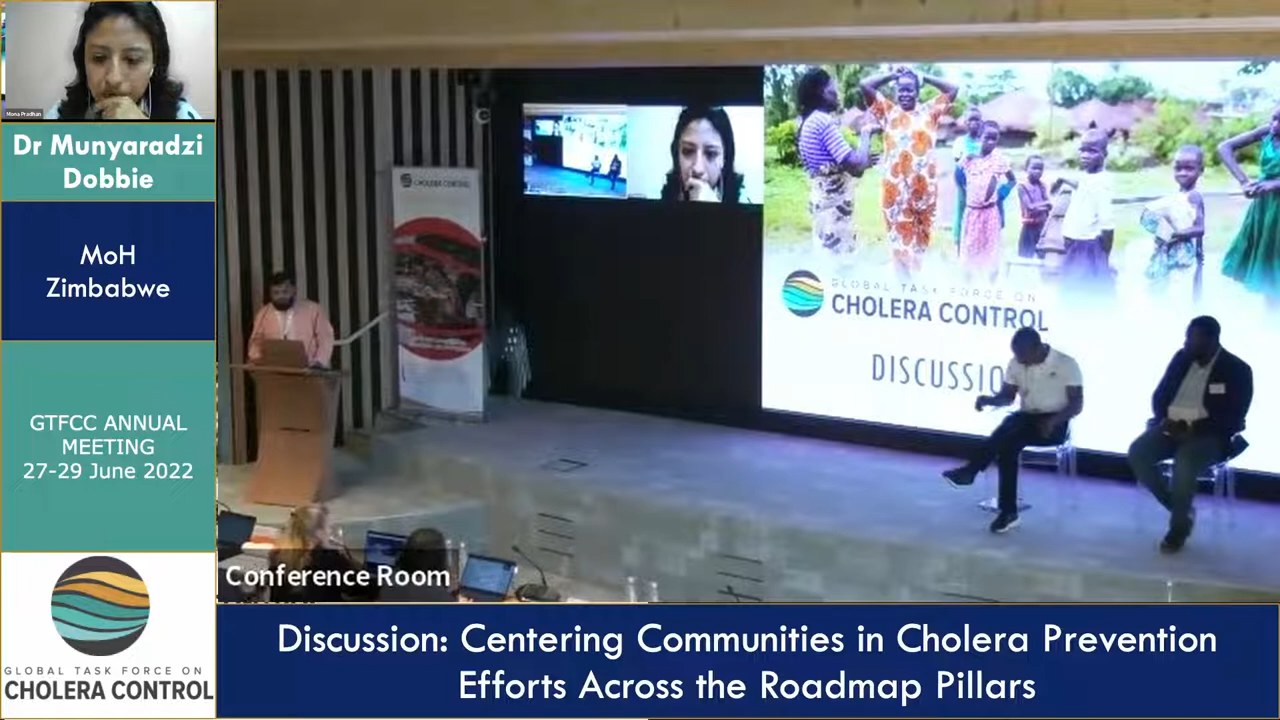 Mona Pradhan
Dr Munyaradzi
Dobbie
MoH
Zimbabwe
GTFCC ANNUAL
MEETING
27-29 June 2022
GLOBAL TASK FORCE ON
CHOLERA CONTROL
CHOLERA CONTROL
GLOBAL TASK FORCE ON
CHOLERA CONTROL
DISCUSSIO
Conference Room
Discussion: Centering Communities in Cholera Prevention
Efforts Across the Roadmap Pillars